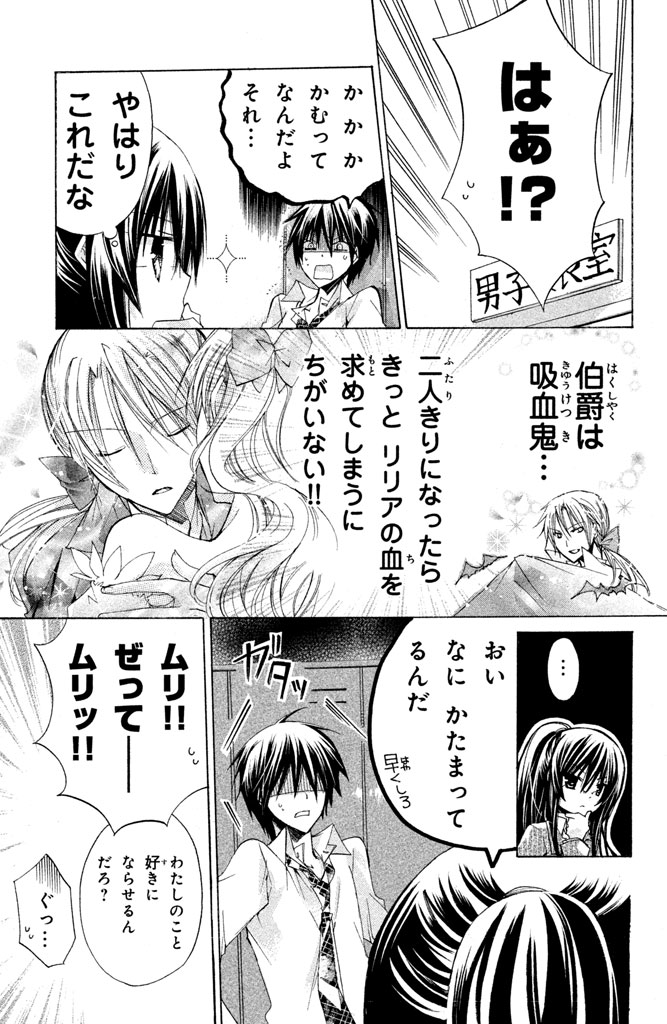 はぁ!?
男子
室
か か か
かむって
なんだよ
それ…
やはり
これだな
伯爵は
吸血鬼…
二人きりになったら
きっと リリアの血を
求めてしまうに
ちがいない!!
…
おい
なに かたまって
るんだ
早くしろ
ガタッ
ムリ!!
ぜってー
ムリッ!!
わたしのこと
好きに
ならせるん
だろ?
ぐっ…